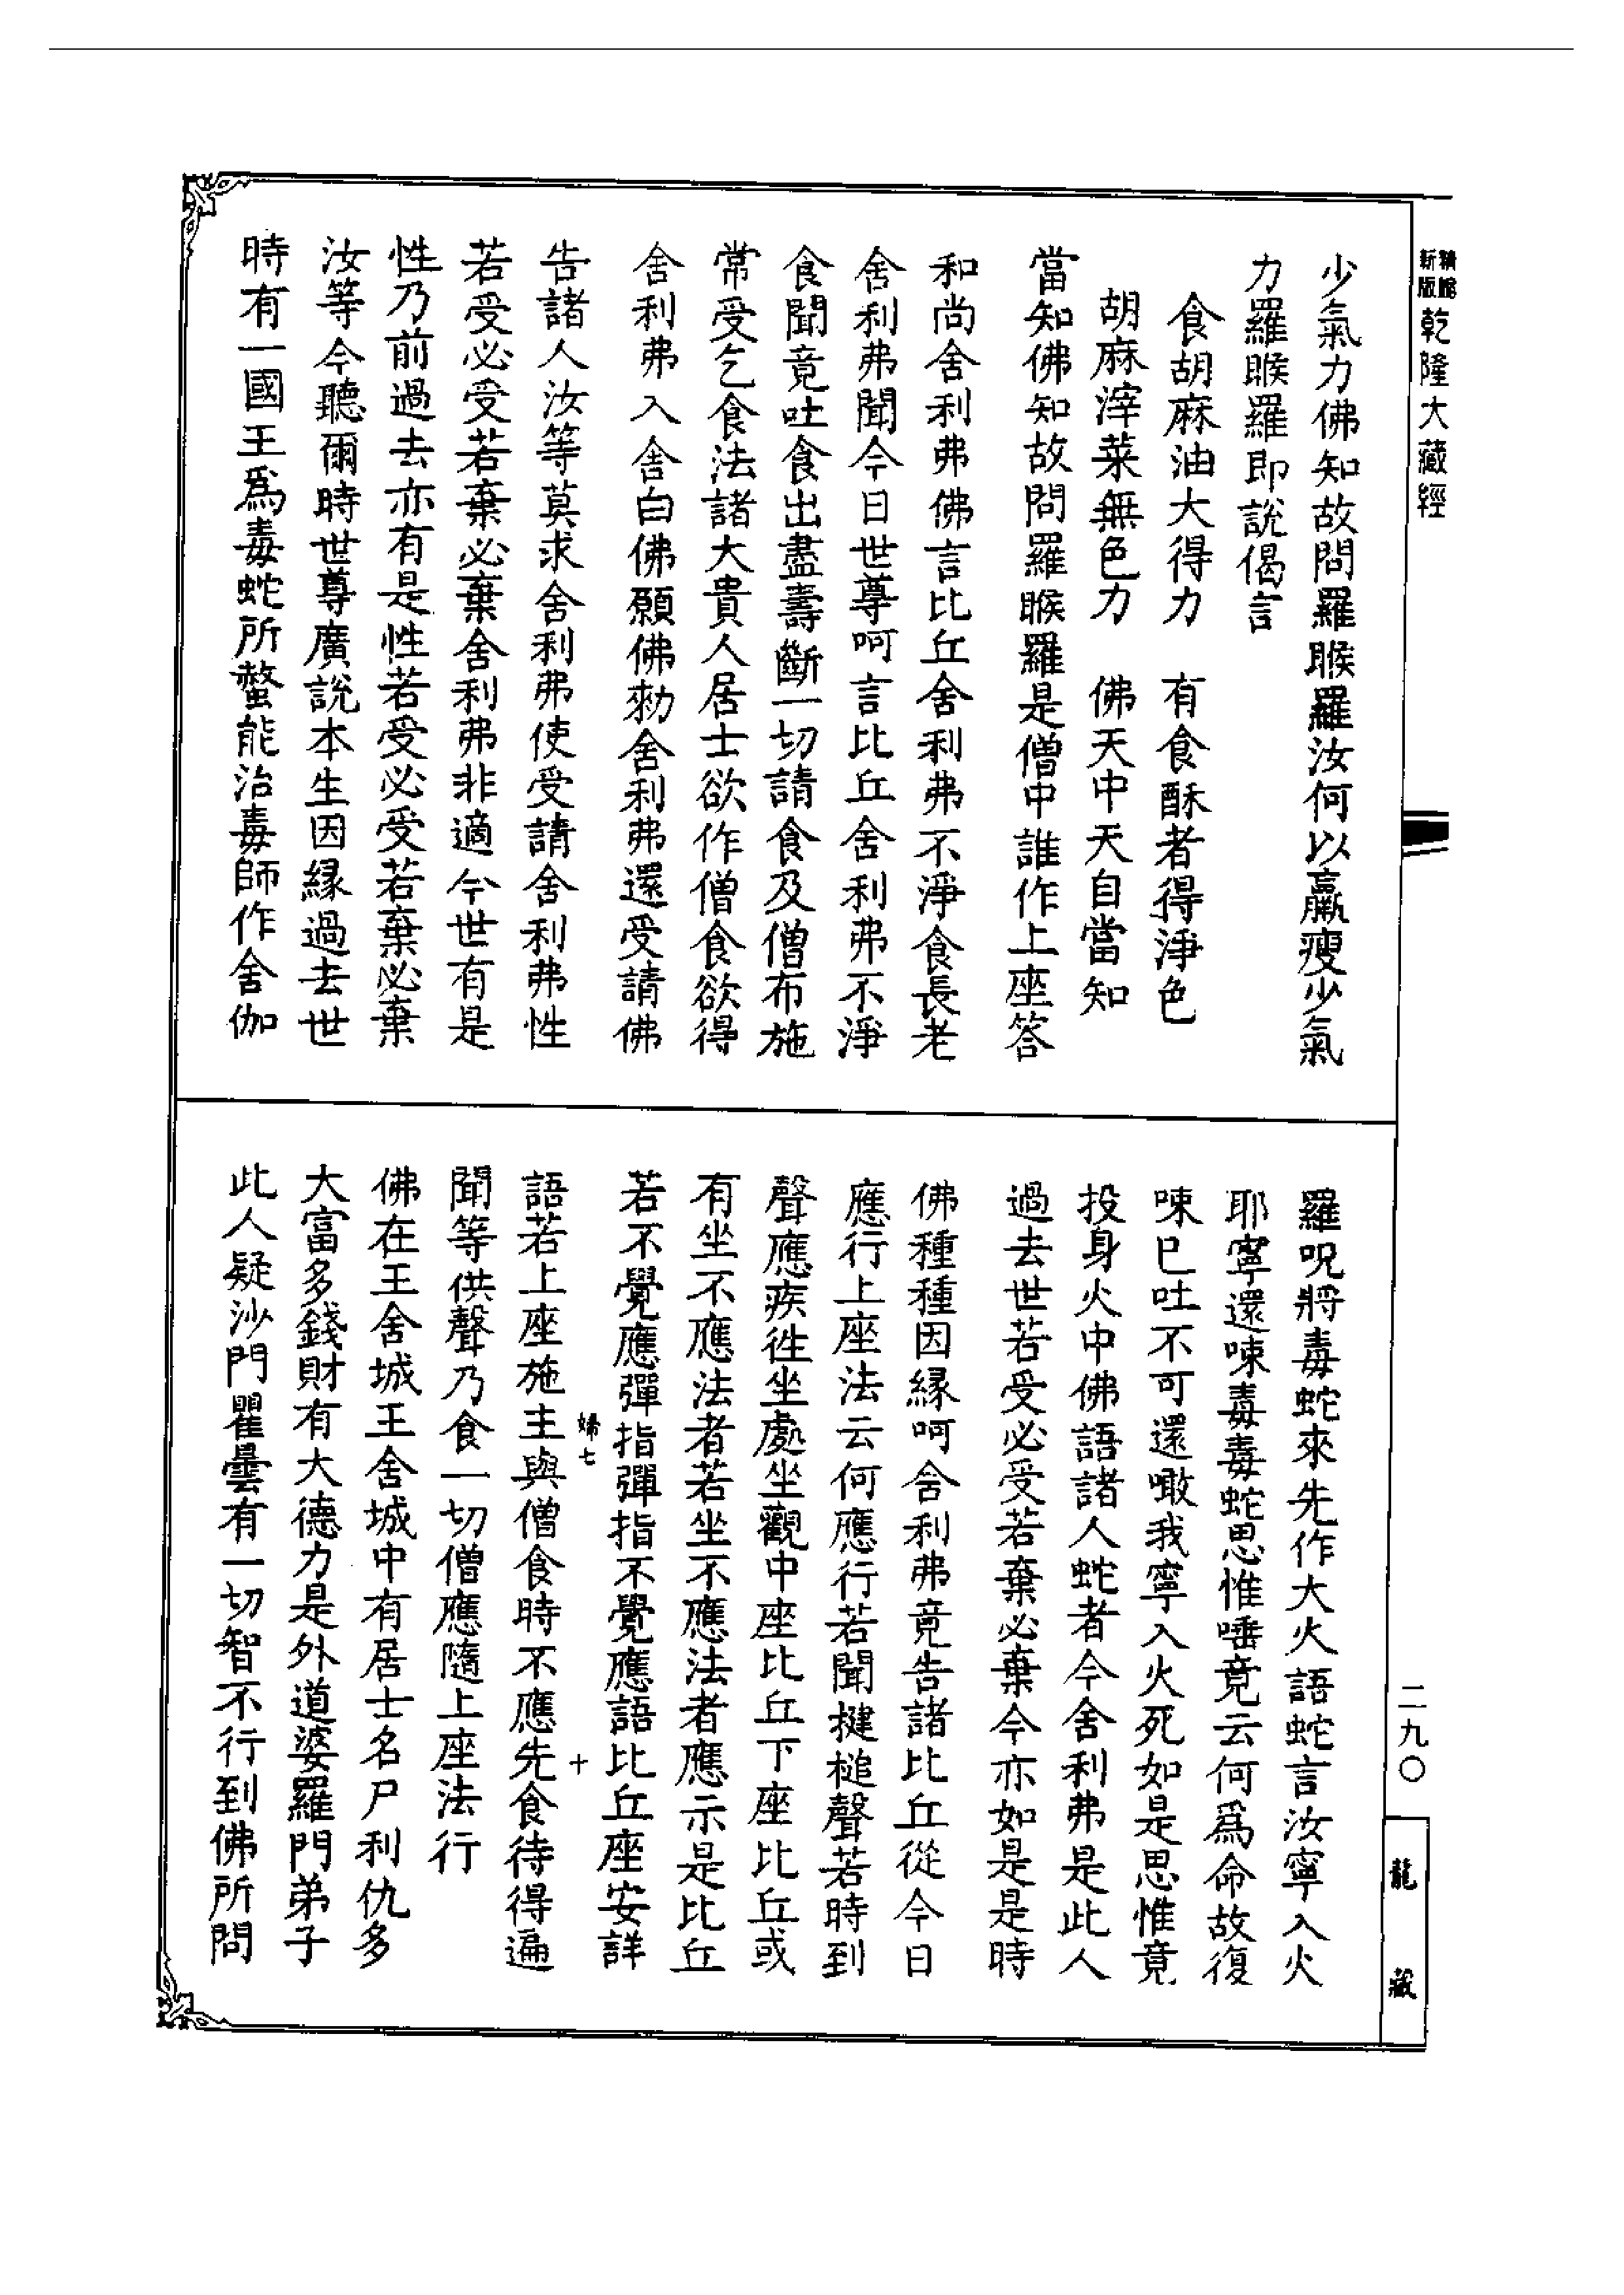 精緻
新版
乾隆大藏經
少氣力佛知故問羅睺羅汝何以羸瘦少氣
力羅睺羅即說偈言
食胡麻油大得力　有食酥者得淨色
胡麻滓菜無色力　佛天中天自當知
當知佛知故問羅睺羅是僧中誰作上座答
和尚舍利弗佛言比丘舍利弗不淨食長老
舍利弗聞今日世尊呵言比丘舍利弗不淨
食聞竟吐食出盡壽斷一切請食及僧布施
常受乞食法諸大貴人居士欲作僧食欲得
舍利弗入舍白佛願佛勑舍利弗還受請佛
告諸人汝等莫求舍利弗使受請舍利弗性
若受必受若棄必棄舍利弗非適今世有是
性乃前過去亦有是性若受必受若棄必棄
汝等今聽爾時世尊廣說本生因緣過去世
時有一國王爲毒蛇所螫能治毒師作舍伽
羅呪將毒蛇來先作大火語蛇言汝寧入火
耶寧還唻毒毒蛇思惟唾竟云何爲命故復
唻已吐不可還噉我寧入火死如是思惟竟
投身火中佛語諸人蛇者今舍利弗是此人
過去世若受必受若棄必棄今亦如是是時
佛種種因緣呵舍利弗竟告諸比丘從今日
應行上座法云何應行若聞揵槌聲若時到
聲應疾徃坐處坐觀中座比丘下座比丘或
有坐不應法者若坐不應法者應示是比丘
若不覺應彈指彈指不覺應語比丘座安詳
婦七
十
語若上座施主與僧食時不應先食待得遍
聞等供聲乃食一切僧應隨上座法行
佛在王舍城王舍城中有居士名尸利仇多
大富多錢財有大德力是外道婆羅門弟子
此人疑沙門瞿曇有一切智不行到佛所問
二九〇
龍藏